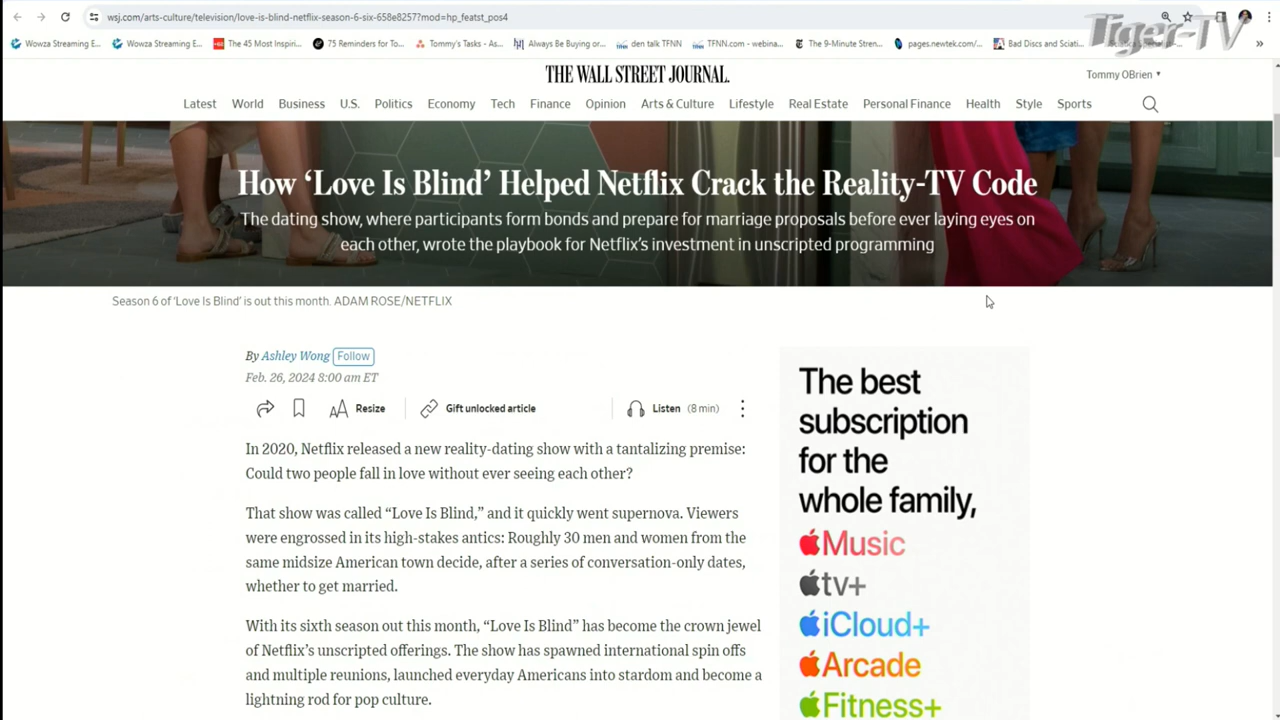 wsj.com/arts-culture/television/love-is-blind-netflix-season-6-six-658e8257?mod=hp_featst_pos4
Wowza Streaming E... Wowza Streaming E... The 45 Most Inspiri... 75 Reminders for To... Tommy's Tasks - As... Always Be Buying or... den talk TFNN TFNN.com - webina... The 9-Minute Stren... pages.newtek.com/... Bad Discs and Sciati...
Tiger-TV
THE WALL STREET JOURNAL.
Tommy OBrien
Latest World Business U.S. Politics Economy Tech Finance Opinion Arts & Culture Lifestyle Real Estate Personal Finance Health Style Sports
How ‘Love Is Blind’ Helped Netflix Crack the Reality-TV Code
The dating show, where participants form bonds and prepare for marriage proposals before ever laying eyes on
each other, wrote the playbook for Netflix’s investment in unscripted programming
Season 6 of ‘Love Is Blind’ is out this month. ADAM ROSE/NETFLIX
By Ashley Wong Follow
Feb. 26, 2024 8:00 am ET
Resize Gift unlocked article Listen (8 min)
In 2020, Netflix released a new reality-dating show with a tantalizing premise:
Could two people fall in love without ever seeing each other?
That show was called “Love Is Blind,” and it quickly went supernova. Viewers
were engrossed in its high-stakes antics: Roughly 30 men and women from the
same midsize American town decide, after a series of conversation-only dates,
whether to get married.
With its sixth season out this month, “Love Is Blind” has become the crown jewel
of Netflix’s unscripted offerings. The show has spawned international spin offs
and multiple reunions, launched everyday Americans into stardom and become a
lightning rod for pop culture.
The best
subscription
for the
whole family,
Music
tv+
iCloud+
Arcade
Fitness+